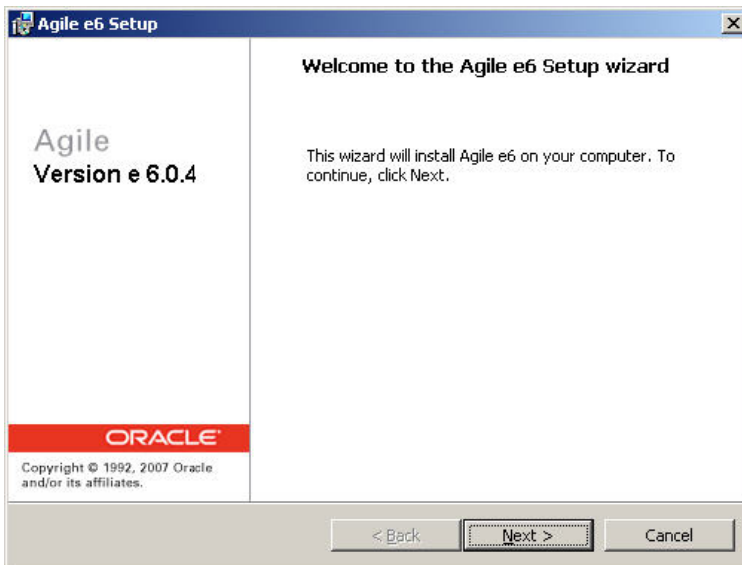 Agile e6 Setup
Welcome to the Agile e6 Setup wizard
Agile
Version e 6.0.4
This wizard will install Agile e6 on your computer. To
continue, click Next.
ORACLE
Copyright © 1992, 2007 Oracle
and/or its affiliates.
< Back
Next >
Cancel